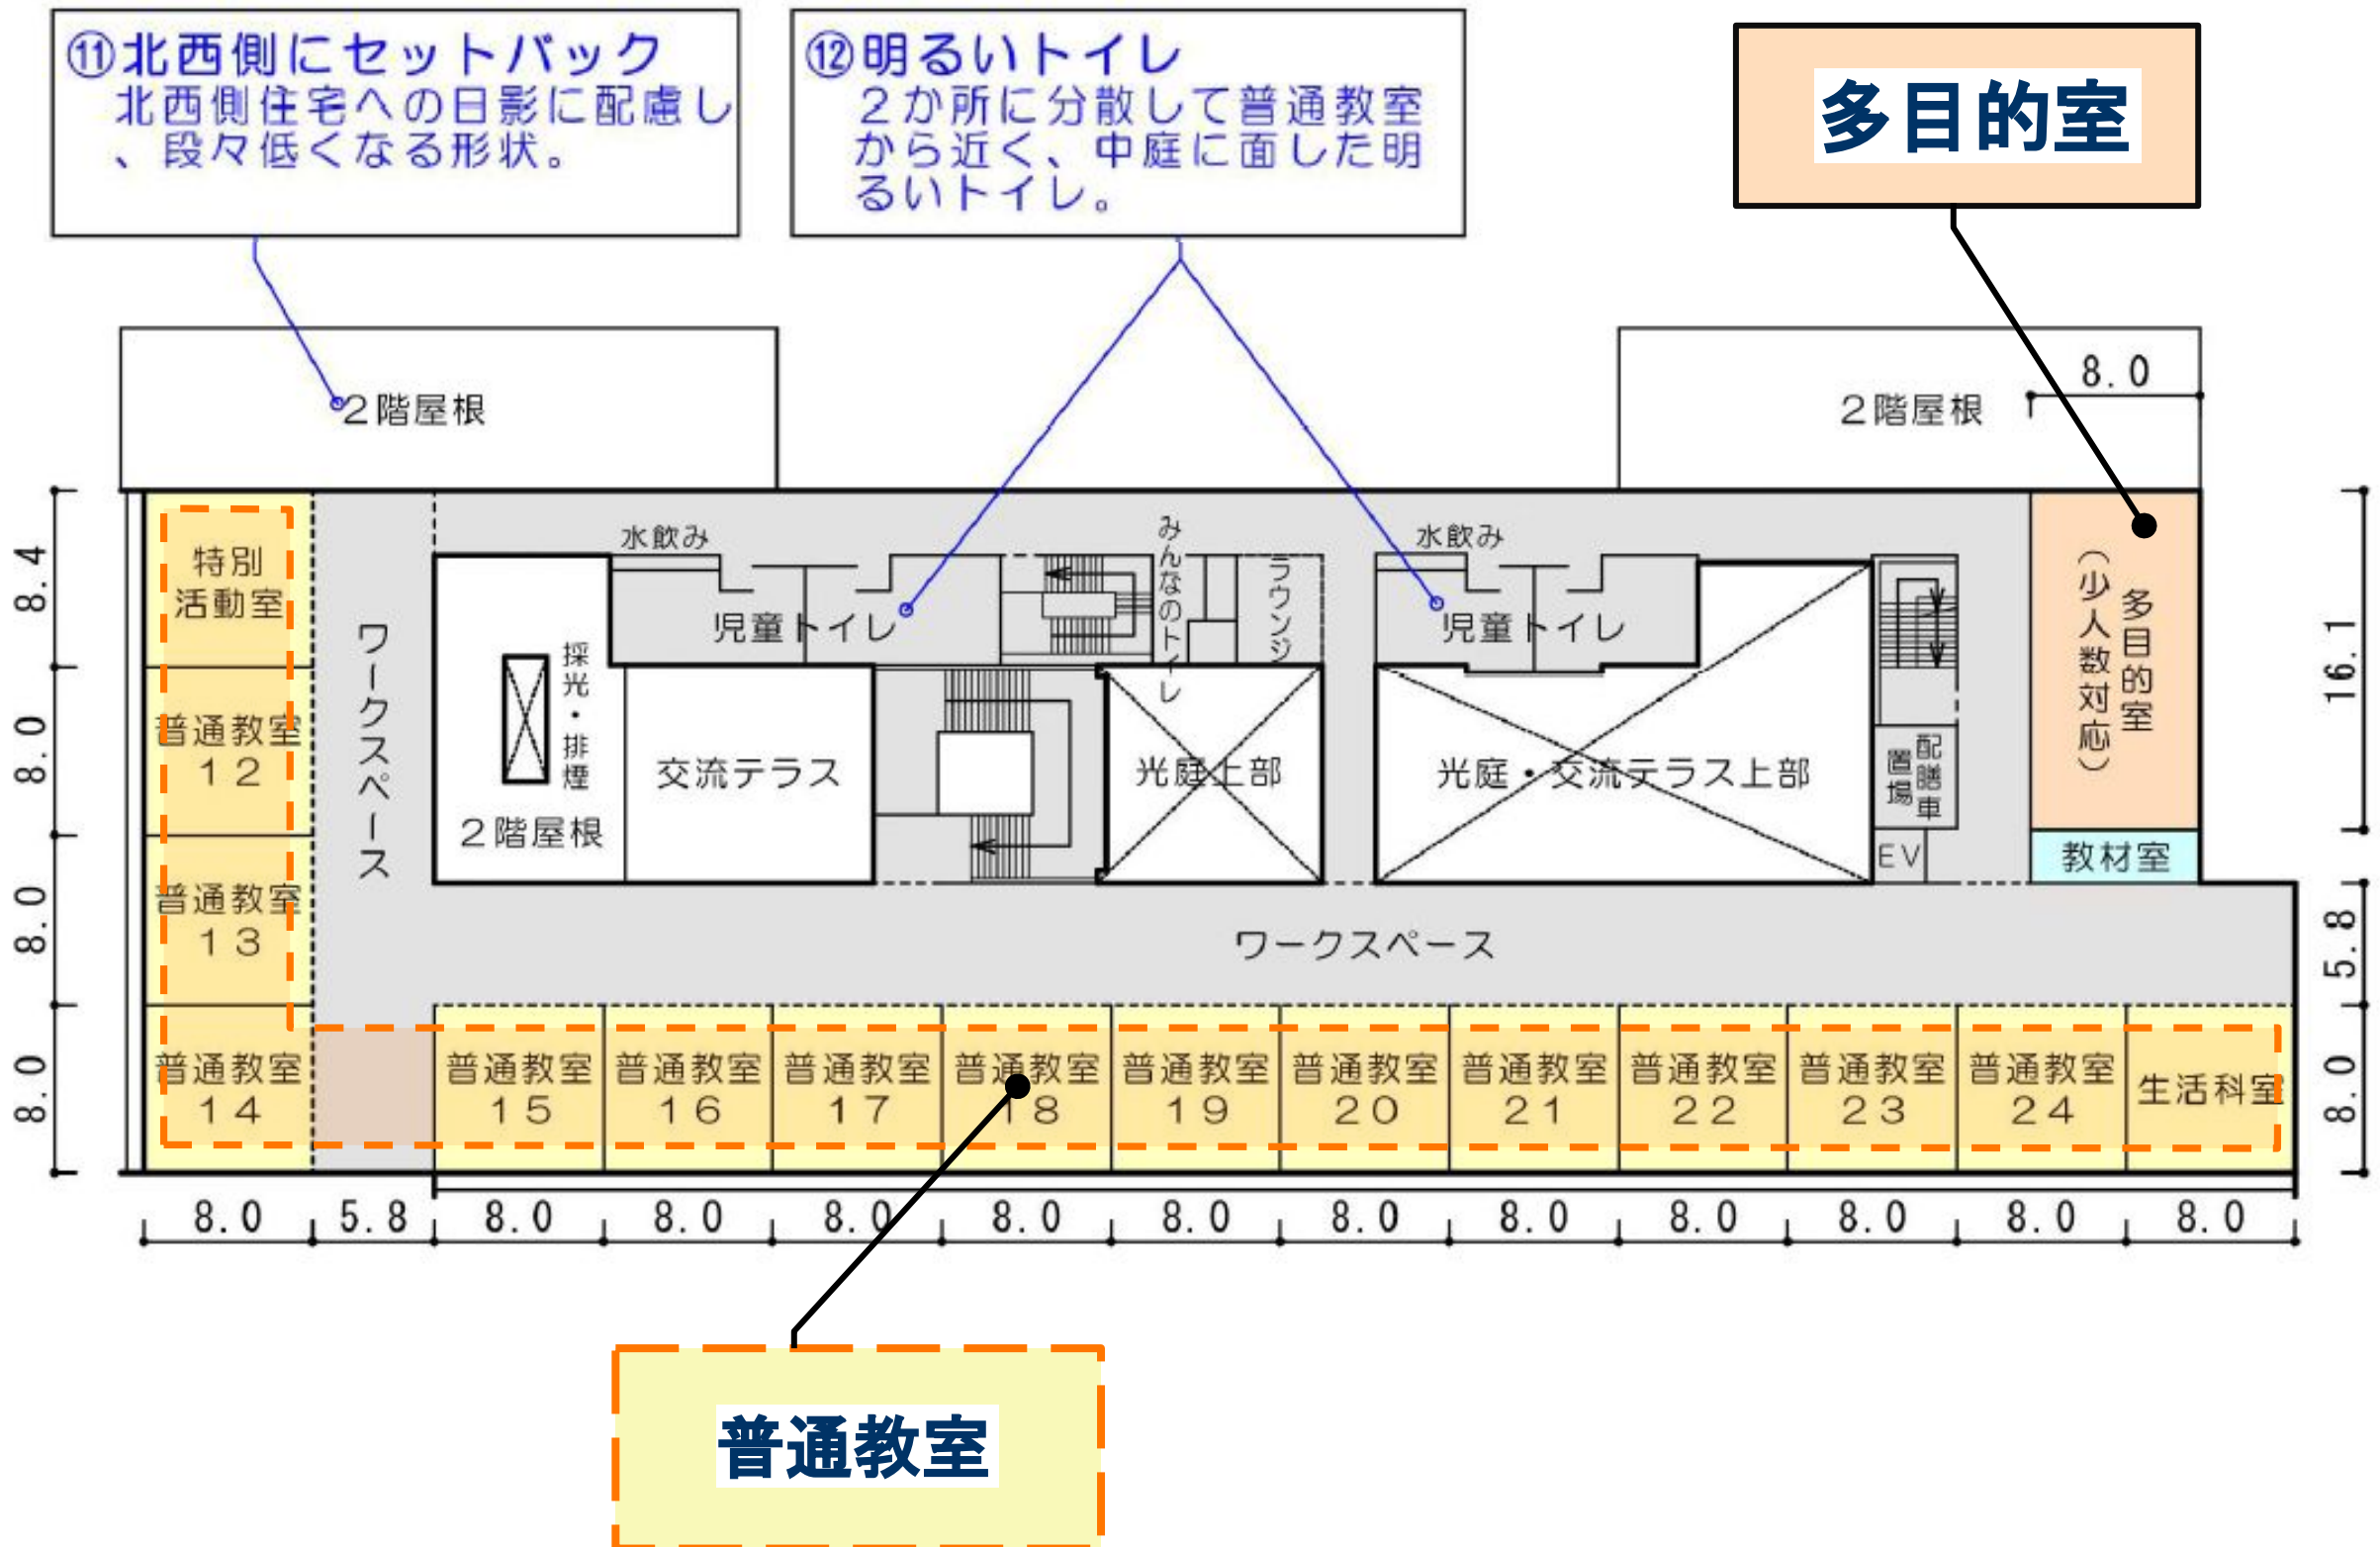 ⑪北西側にセットバック
北西側住宅への日影に配慮し
、段々低くなる形状。
⑫明るいトイレ
２か所に分散して普通教室
から近く、中庭に面した明
るいトイレ。
多目的室
２階屋根
２階屋根
8.0
8.4
8.0
8.0
8.0
特別
活動室
普通教室
１２
普通教室
１３
普通教室
１４
ワークスペース
水飲み
児童トイレ
採光・排煙
２階屋根
交流テラス
みんなのトイレ
ラウンジ
光庭上部
水飲み
児童トイレ
光庭・交流テラス上部
配膳車
置場
EV
多目的室
（少人数対応）
教材室
16.1
5.8
8.0
ワークスペース
普通教室
１５
普通教室
１６
普通教室
１７
普通教室
１８
普通教室
１９
普通教室
２０
普通教室
２１
普通教室
２２
普通教室
２３
普通教室
２４
生活科室
8.0 5.8 8.0 8.0 8.0 8.0 8.0 8.0 8.0 8.0 8.0 8.0 8.0
普通教室